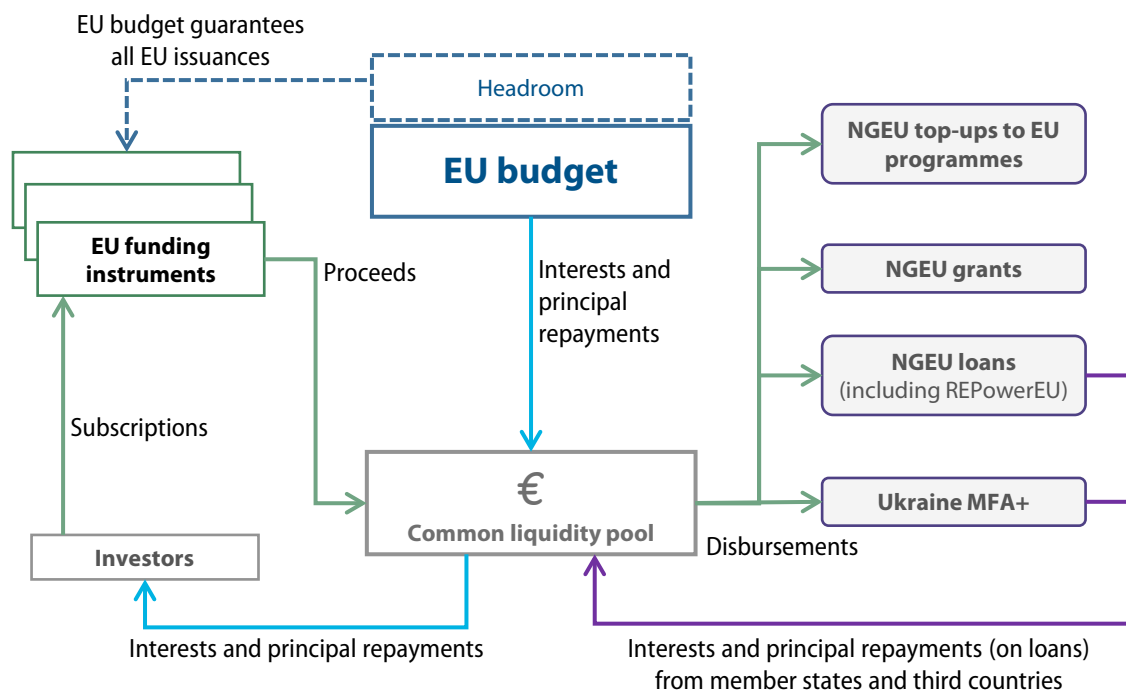 EU budget guarantees
all EU issuances
Headroom
EU budget
NGEU top-ups to EU
programmes
EU funding
instruments
Proceeds
Interests and
principal
repayments
NGEU grants
NGEU loans
(including REPowerEU)
Subscriptions
€
Common liquidity pool
Ukraine MFA+
Disbursements
Investors
Interests and principal repayments
Interests and principal repayments (on loans)
from member states and third countries